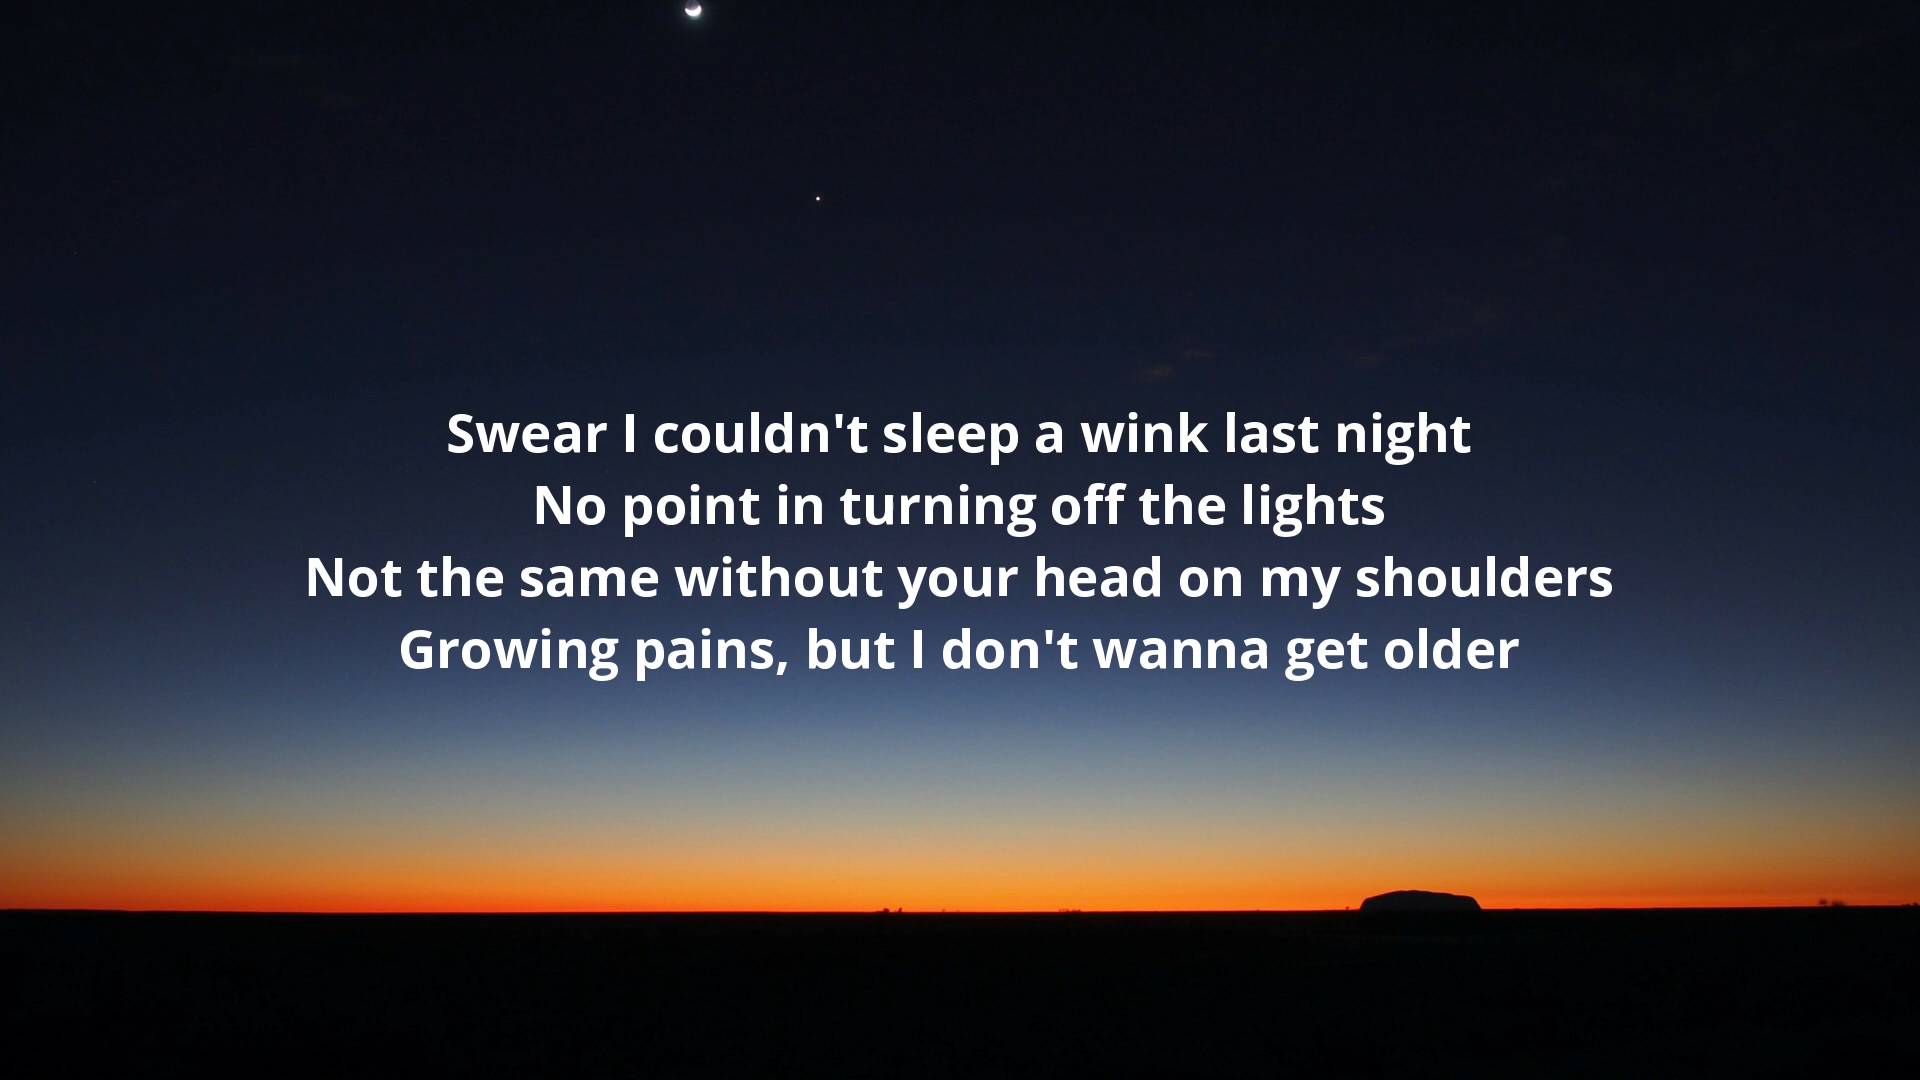 Swear I couldn't sleep a wink last night
No point in turning off the lights
Not the same without your head on my shoulders
Growing pains, but I don't wanna get older